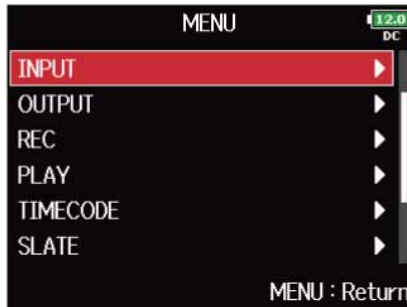 MENU
12.0
DC
INPUT
OUTPUT
REC
PLAY
TIMECODE
SLATE
MENU : Return